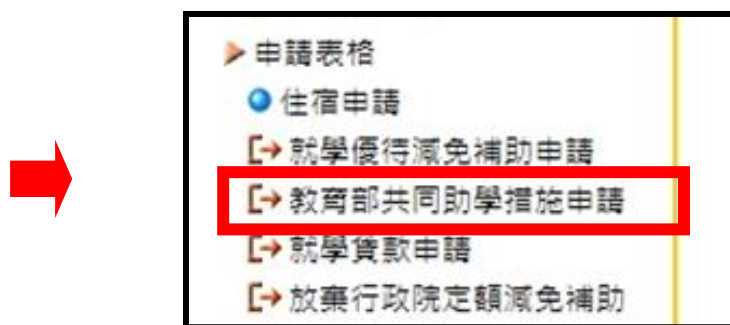 申請表格
住宿申請
就學優待減免補助申請
教育部共同助學措施申請
就學貸款申請
放棄行政院定額減免補助